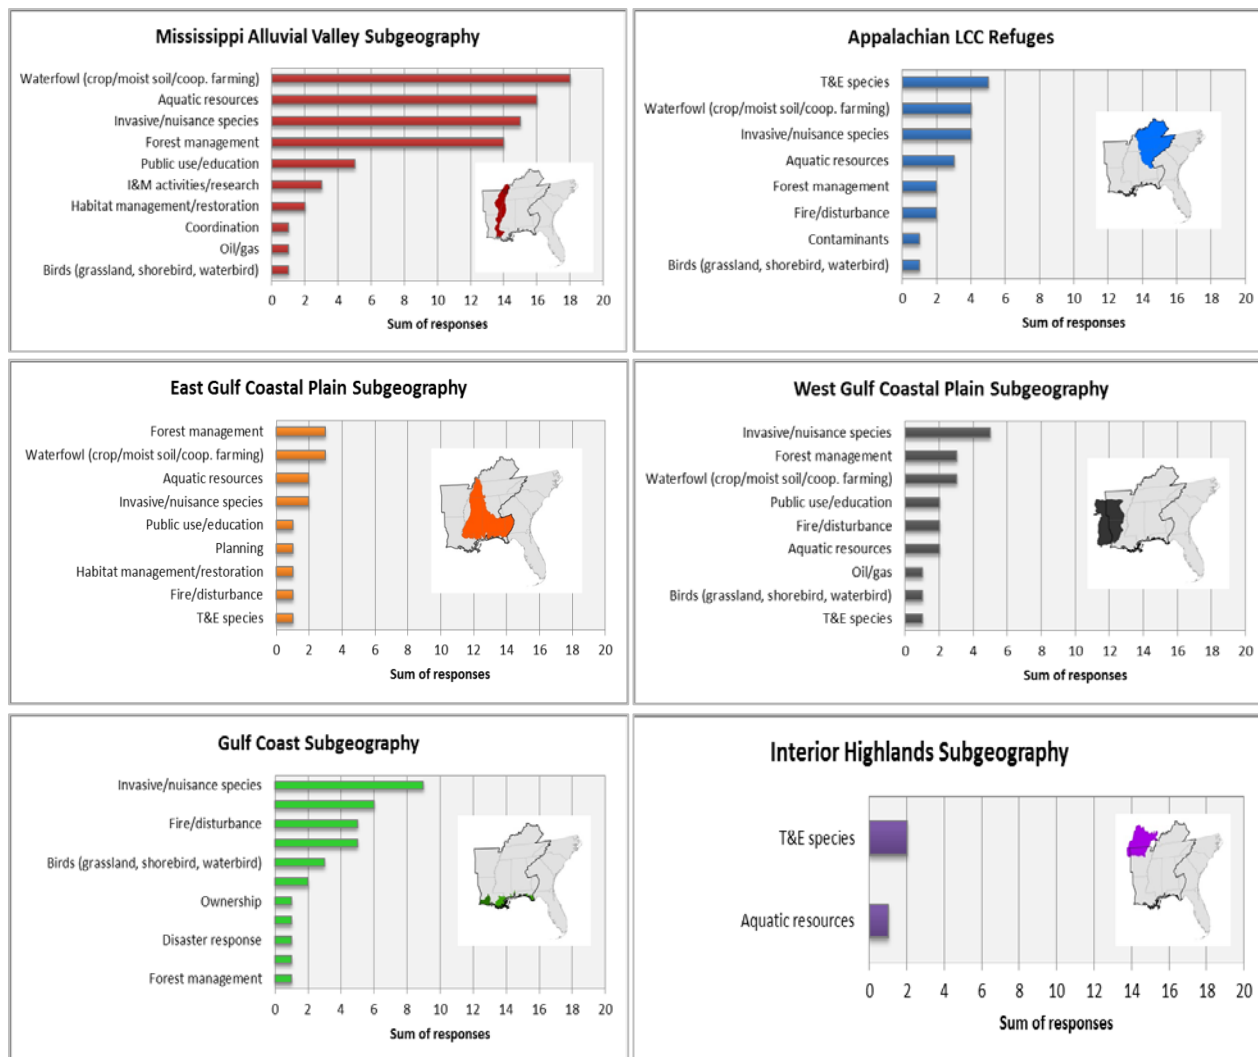 Mississippi Alluvial Valley Subgeography
Waterfowl (crop/moist soil/coop. farming)
Aquatic resources
Invasive/nuisance species
Forest management
Public use/education
I&M activities/research
Habitat management/restoration
Coordination
Oil/gas
Birds (grassland, shorebird, waterbird)
0 2 4 6 8 10 12 14 16 18 20
Sum of responses
Appalachian LCC Refuges
T&E species
Waterfowl (crop/moist soil/coop. farming)
Invasive/nuisance species
Aquatic resources
Forest management
Fire/disturbance
Contaminants
Birds (grassland, shorebird, waterbird)
0 2 4 6 8 10 12 14 16 18 20
Sum of responses
East Gulf Coastal Plain Subgeography
Forest management
Waterfowl (crop/moist soil/coop. farming)
Aquatic resources
Invasive/nuisance species
Public use/education
Planning
Habitat management/restoration
Fire/disturbance
T&E species
0 2 4 6 8 10 12 14 16 18 20
Sum of responses
West Gulf Coastal Plain Subgeography
Invasive/nuisance species
Forest management
Waterfowl (crop/moist soil/coop. farming)
Public use/education
Fire/disturbance
Aquatic resources
Oil/gas
Birds (grassland, shorebird, waterbird)
T&E species
0 2 4 6 8 10 12 14 16 18 20
Sum of responses
Gulf Coast Subgeography
Invasive/nuisance species
Fire/disturbance
Birds (grassland, shorebird, waterbird)
Ownership
Disaster response
Forest management
0 2 4 6 8 10 12 14 16 18 20
Sum of responses
Interior Highlands Subgeography
T&E species
Aquatic resources
0 2 4 6 8 10 12 14 16 18 20
Sum of responses